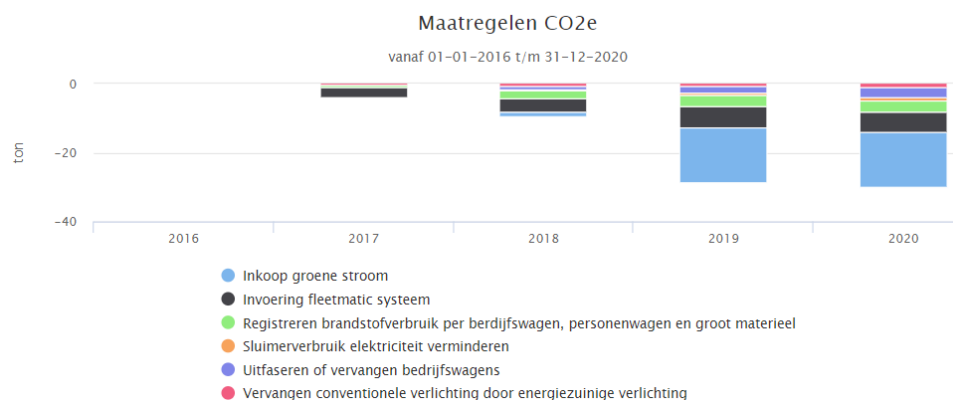 Maatregelen CO2e
vanaf 01-01-2016 t/m 31-12-2020
ton
0
-20
-40
2016 2017 2018 2019 2020
Inkoop groene stroom
Invoering fleetmatic systeem
Registreren brandstofverbruik per berdijfswagen, personenwagen en groot materieel
Sluimerverbruik elektriciteit verminderen
Uitfaseren of vervangen bedrijfswagens
Vervangen conventionele verlichting door energiezuinige verlichting